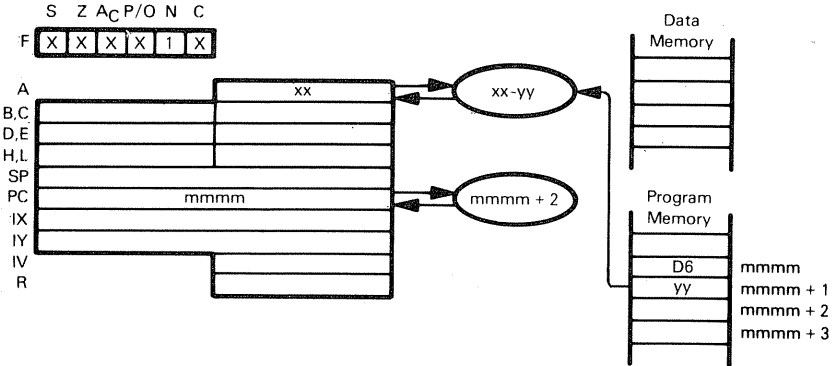 S Z AC P/O N C
F X X X X 1 X
A xx
B,C
D,E
H,L
SP
PC mmmm
IX
IY
IV
R
xx-yy
mmmm + 2
Data
Memory
Program
Memory
D6 mmmm
yy mmmm + 1
mmmm + 2
mmmm + 3